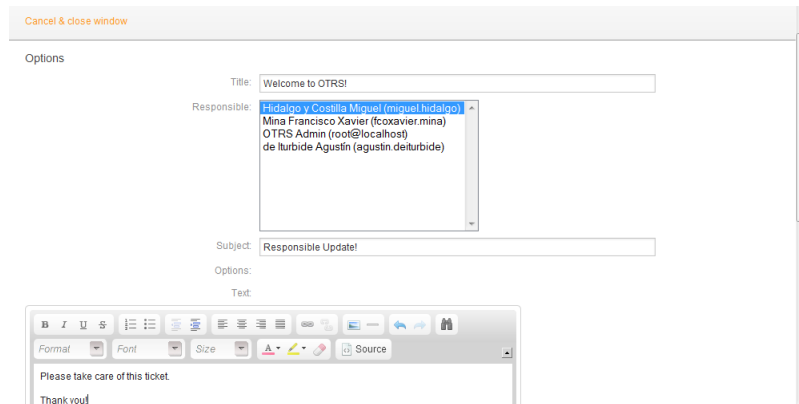 Cancel & close window
Options
Title: Welcome to OTRS!
Responsible: Hidalgo y Costilla Miguel (miguel.hidalgo)
Mina Francisco Xavier (fcoxavier.mina)
OTRS Admin (root@localhost)
de Iturbide Agustín (agustin.deiturbide)
Subject: Responsible Update!
Options:
Text:
B I U S
Format Font Size A Source
Please take care of this ticket.
Thank you!